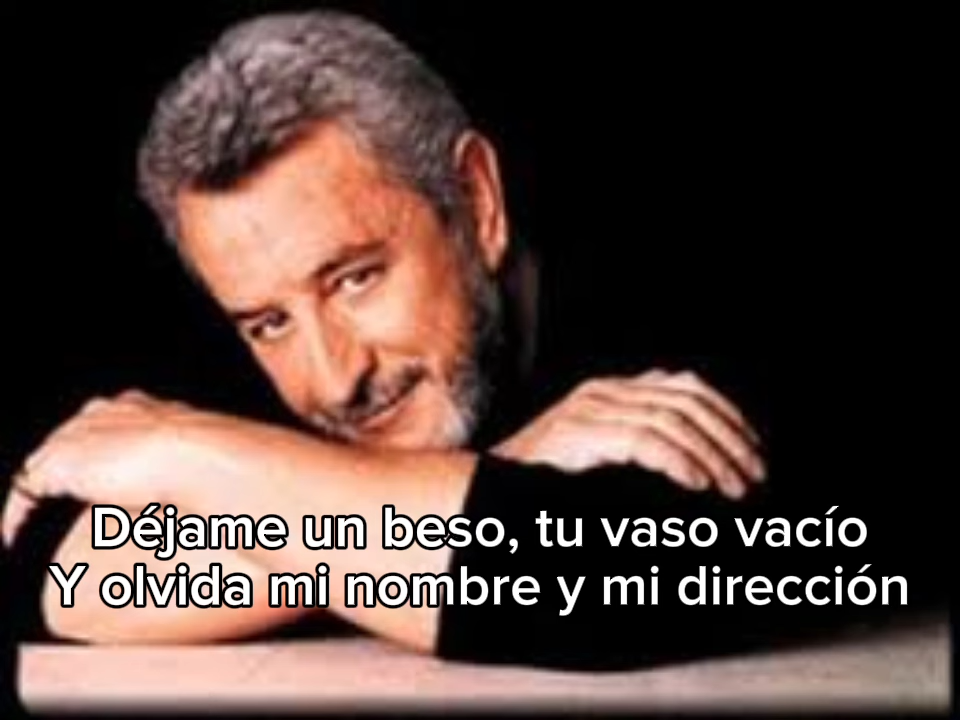 Déjame un beso, tu vaso vacío
Y olvida mi nombre y mi dirección